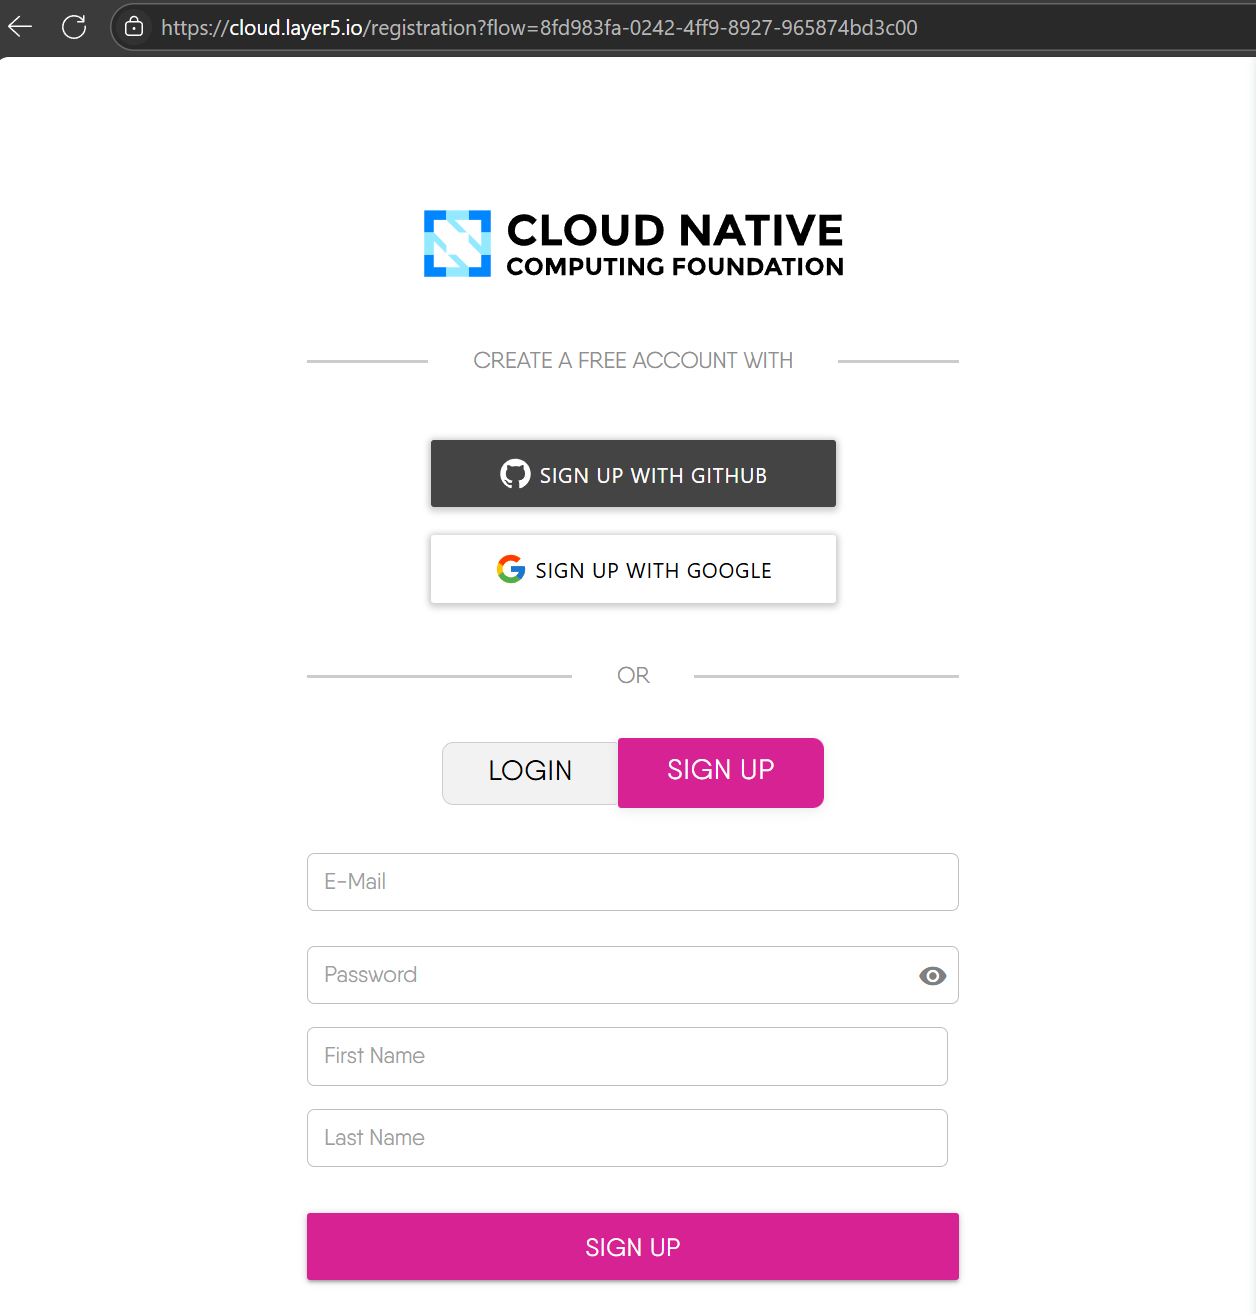 https://cloud.layer5.io/registration?flow=8fd983fa-0242-4ff9-8927-965874bd3c00
CLOUD NATIVE
COMPUTING FOUNDATION
CREATE A FREE ACCOUNT WITH
SIGN UP WITH GITHUB
SIGN UP WITH GOOGLE
OR
LOGIN SIGN UP
E-Mail
Password
First Name
Last Name
SIGN UP